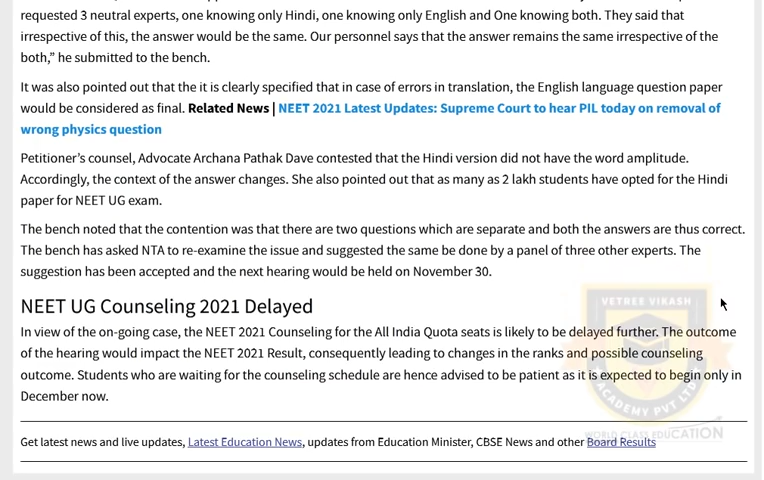 requested 3 neutral experts, one knowing only Hindi, one knowing only English and One knowing both. They said that
irrespective of this, the answer would be the same. Our personnel says that the answer remains the same irrespective of the
both,” he submitted to the bench.
It was also pointed out that the it is clearly specified that in case of errors in translation, the English language question paper
would be considered as final. Related News | NEET 2021 Latest Updates: Supreme Court to hear PIL today on removal of
wrong physics question
Petitioner’s counsel, Advocate Archana Pathak Dave contested that the Hindi version did not have the word amplitude.
Accordingly, the context of the answer changes. She also pointed out that as many as 2 lakh students have opted for the Hindi
paper for NEET UG exam.
The bench noted that the contention was that there are two questions which are separate and both the answers are thus correct.
The bench has asked NTA to re-examine the issue and suggested the same be done by a panel of three other experts. The
suggestion has been accepted and the next hearing would be held on November 30.
NEET UG Counseling 2021 Delayed
In view of the on-going case, the NEET 2021 Counseling for the All India Quota seats is likely to be delayed further. The outcome
of the hearing would impact the NEET 2021 Result, consequently leading to changes in the ranks and possible counseling
outcome. Students who are waiting for the counseling schedule are hence advised to be patient as it is expected to begin only in
December now.
Get latest news and live updates, Latest Education News, updates from Education Minister, CBSE News and other Board Results
VETREE VIKASH
ACADEMY PVT LTD
WORLD CLASS EDUCATION